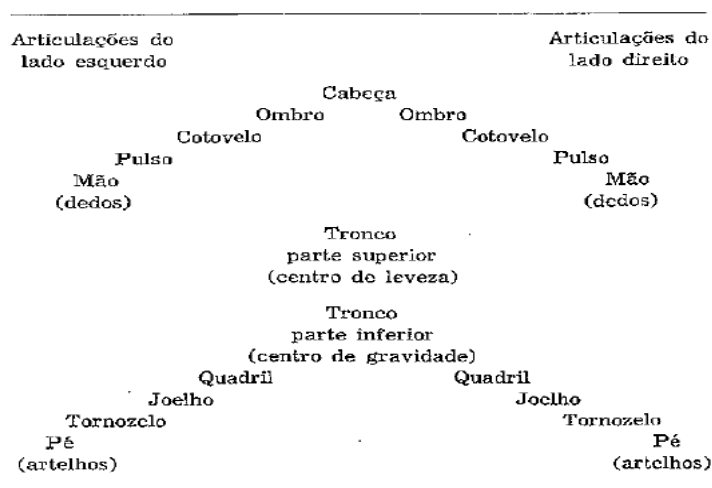 Articulações do Articulações do
lado esquerdo lado direito
Cabeça
Ombro Ombro
Cotovelo Cotovelo
Pulso Pulso
Mão Mão
(dedos) (dedos)
Tronco
parte superior
(centro de leveza)
Tronco
parte inferior
(centro de gravidade)
Quadril Quadril
Joelho Joelho
Tornozelo Tornozelo
Pé Pé
(artelhos) (artelhos)